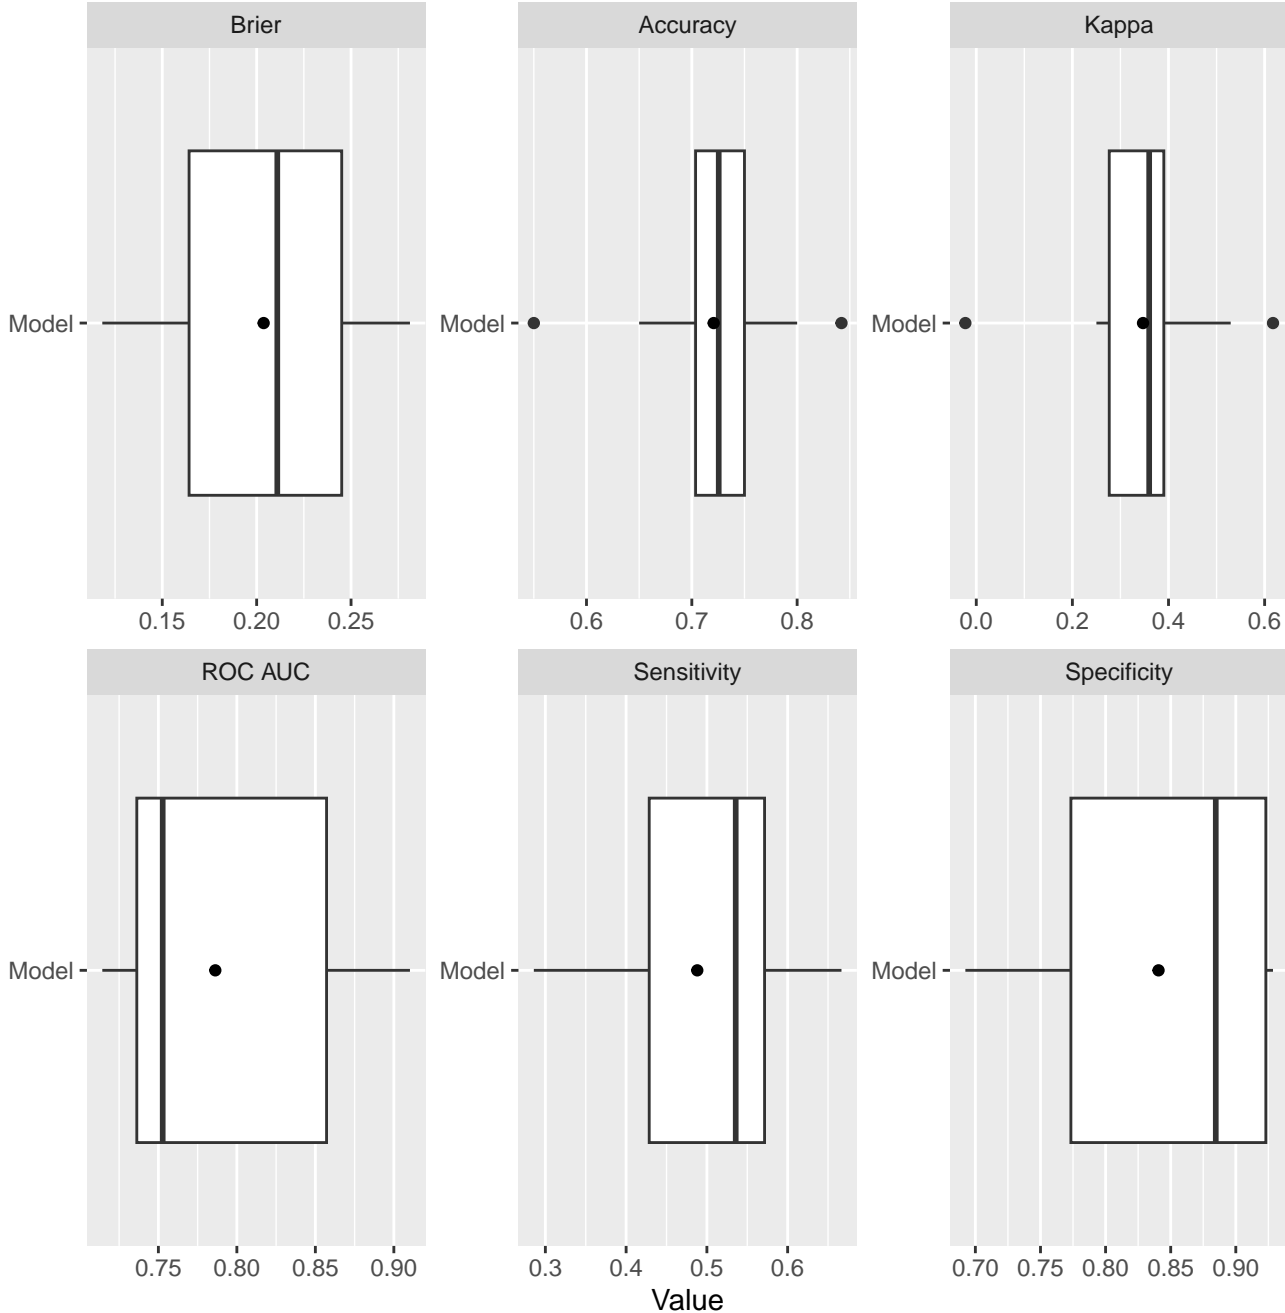 Brier Accuracy Kappa
Model Model Model
0.15 0.20 0.25 0.6 0.7 0.8 0.0 0.2 0.4 0.6
ROC AUC Sensitivity Specificity
Model Model Model
0.75 0.80 0.85 0.90 0.3 0.4 0.5 0.6 0.70 0.75 0.80 0.85 0.90
Value